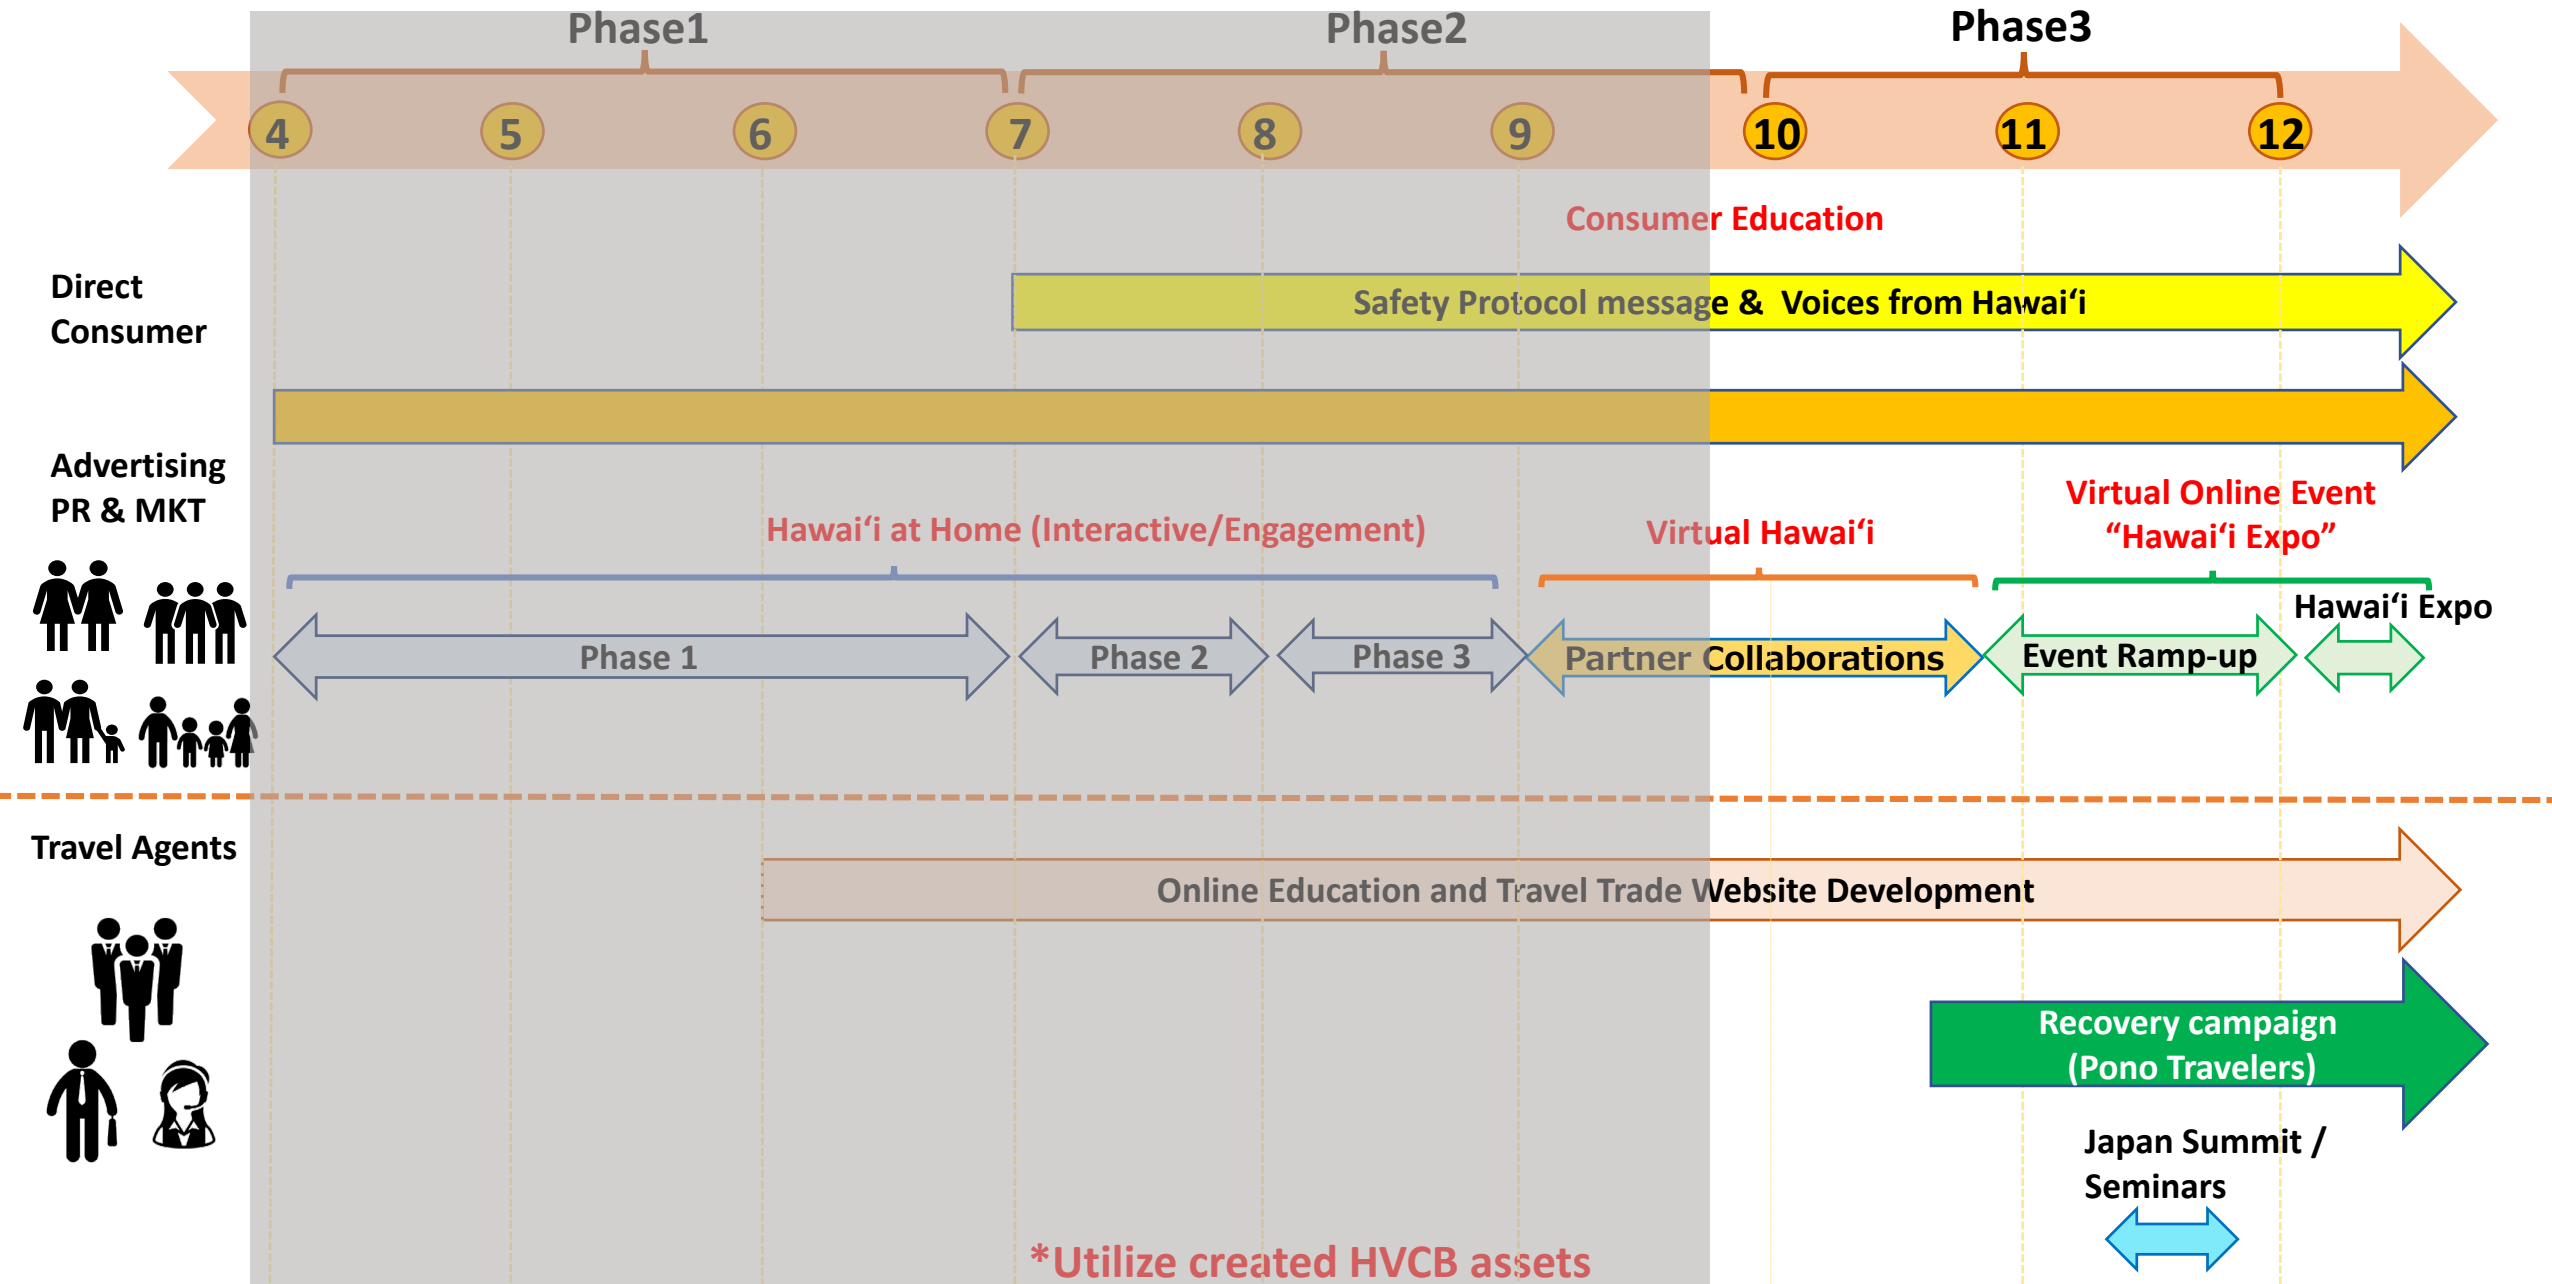 Phase1
Phase2
Phase3
4
5
6
7
8
9
10
11
12
Consumer Education
Direct
Consumer
Safety Protocol message &  Voices from Hawaiʻi
Advertising
PR & MKT
Hawaiʻi at Home (Interactive/Engagement)
Virtual Hawaiʻi
Virtual Online Event
“Hawaiʻi Expo”
Hawaiʻi Expo
Phase 1
Phase 2
Phase 3
Partner Collaborations
Event Ramp-up
Travel Agents
Online Education and Travel Trade Website Development
Recovery campaign
(Pono Travelers)
Japan Summit /
Seminars
*Utilize created HVCB assets